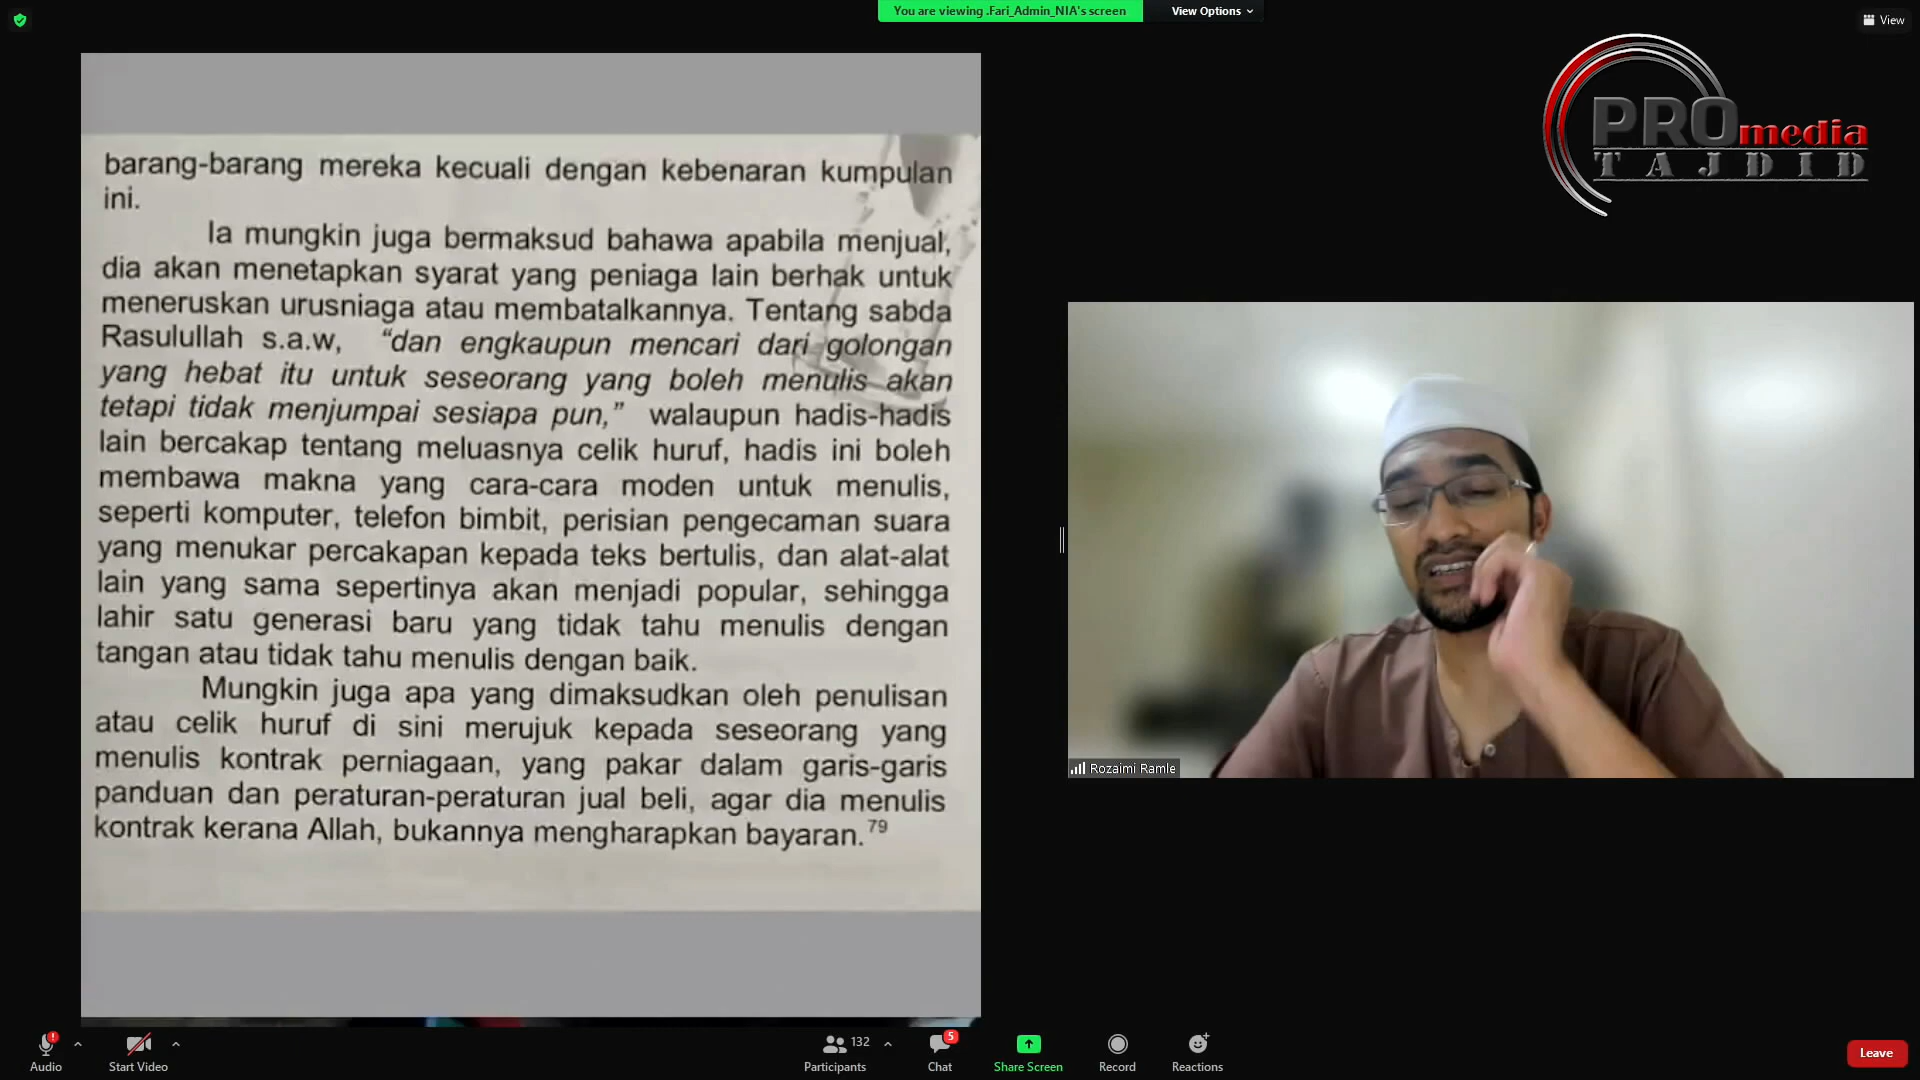 You are viewing .Fari_Admin_NIA's screen
View Options
View
PROmedia
TAJDID
barang-barang mereka kecuali dengan kebenaran kumpulan
ini.
Ia mungkin juga bermaksud bahawa apabila menjual,
dia akan menetapkan syarat yang peniaga lain berhak untuk
meneruskan urusniaga atau membatalkannya. Tentang sabda
Rasulullah s.a.w, “dan engkaupun mencari dari golongan
yang hebat itu untuk seseorang yang boleh menulis akan
tetapi tidak menjumpai sesiapa pun,” walaupun hadis-hadis
lain bercakap tentang meluasnya celik huruf, hadis ini boleh
membawa makna yang cara-cara moden untuk menulis,
seperti komputer, telefon bimbit, perisian pengecaman suara
yang menukar percakapan kepada teks bertulis, dan alat-alat
lain yang sama sepertinya akan menjadi popular, sehingga
lahir satu generasi baru yang tidak tahu menulis dengan
tangan atau tidak tahu menulis dengan baik.
Mungkin juga apa yang dimaksudkan oleh penulisan
atau celik huruf di sini merujuk kepada seseorang yang
menulis kontrak perniagaan, yang pakar dalam garis-garis
panduan dan peraturan-peraturan jual beli, agar dia menulis
kontrak kerana Allah, bukannya mengharapkan bayaran.79
Rozaimi Ramle
Audio
Start Video
Participants
132
Chat
5
Share Screen
Record
Reactions
Leave